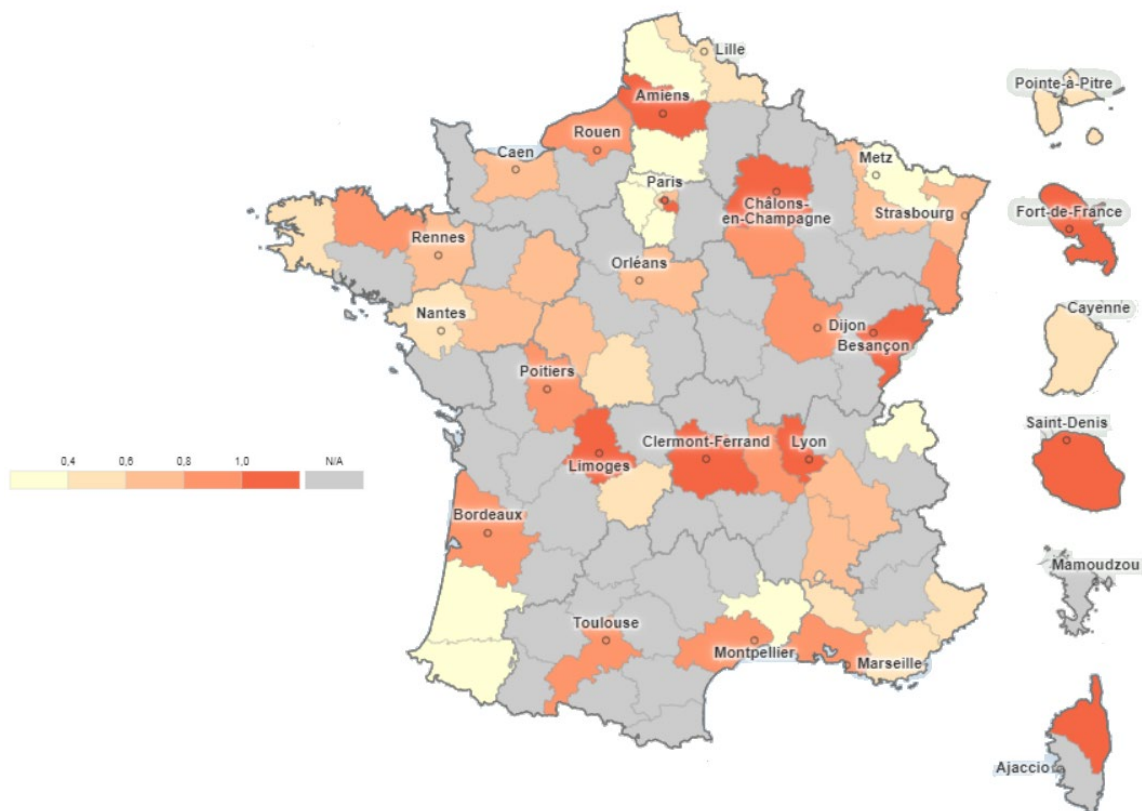 Lille
Pointe-à-Pitre
Amiens
Rouen
Caen
Metz
Paris
Châlons-
en-Champagne
Strasbourg
Fort-de-France
Rennes
Orléans
Nantes
Dijon
Besançon
Cayenne
Poitiers
Saint-Denis
Clermont-Ferrand
Lyon
Limoges
0,4 0,6 0,8 1,0 N/A
Bordeaux
Mamoudzou
Toulouse
Montpellier
Marseille
Ajaccio